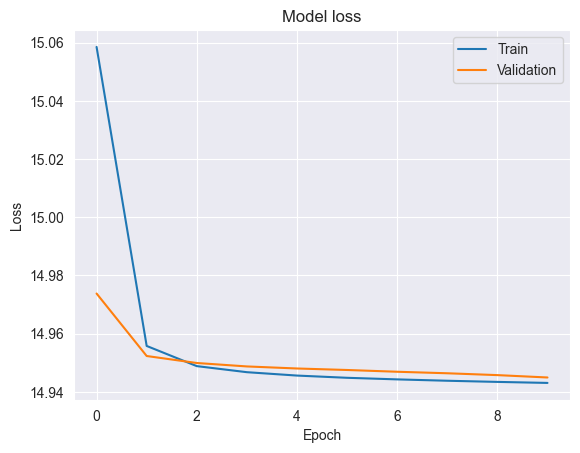 Model loss
15.06
15.04
15.02
15.00
14.98
14.96
14.94
Loss
Train
Validation
0 2 4 6 8
Epoch